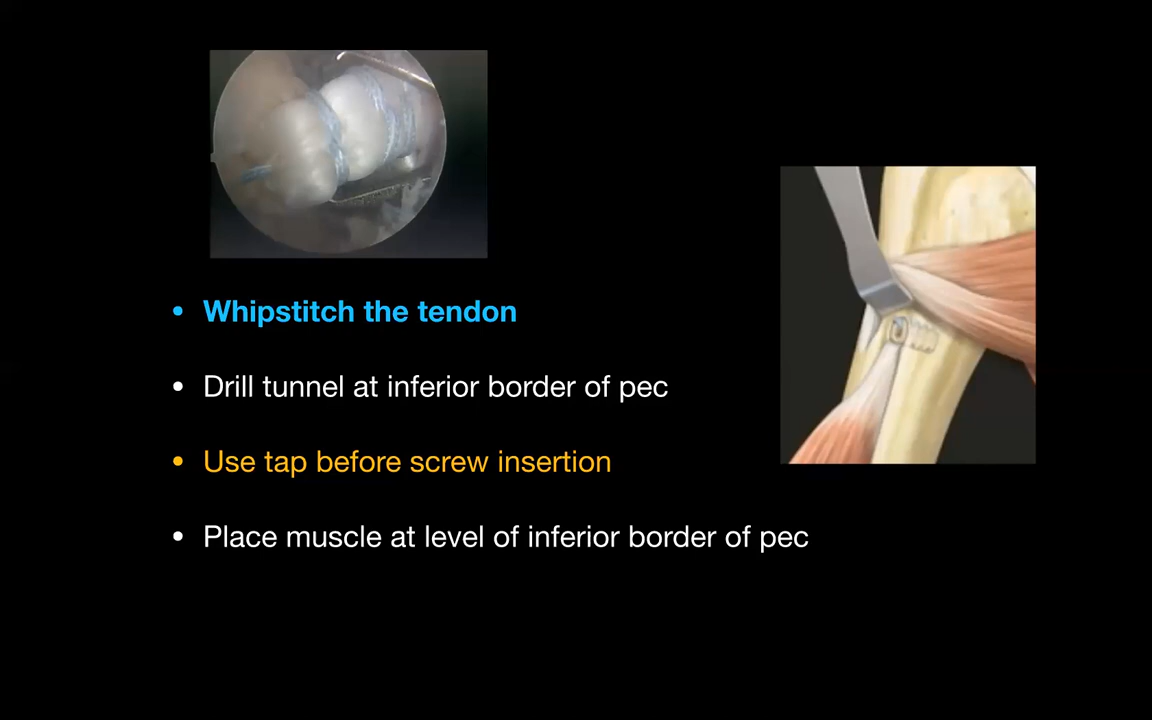 • Whipstitch the tendon
• Drill tunnel at inferior border of pec
• Use tap before screw insertion
• Place muscle at level of inferior border of pec